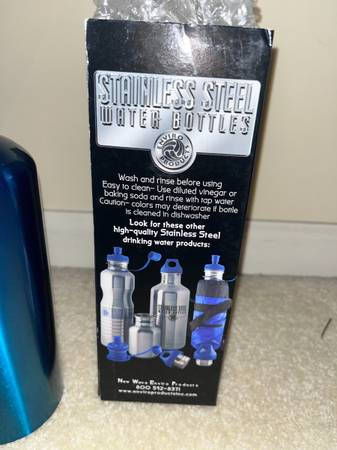 STAINLESS STEEL
WATER BOTTLES
ENVIRO PRODUCTS
Wash and rinse before using
Easy to clean- Use diluted vinegar or
baking soda and rinse with tap water
Caution- colors may deteriorate if bottle
is cleaned in dishwasher
Look for these other
high-quality Stainless Steel
drinking water products:
New Wave Enviro Products
800 592-8371
www.enviroproductsinc.com